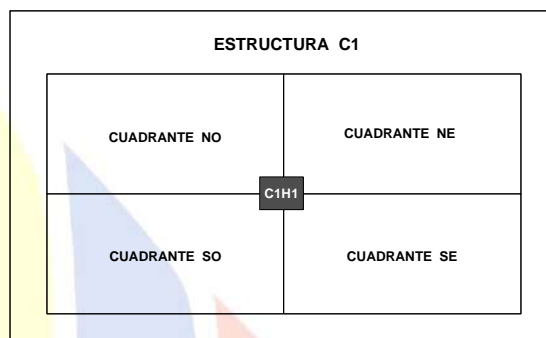 ESTRUCTURA C1
CUADRANTE NO
CUADRANTE NE
C1H1
CUADRANTE SO
CUADRANTE SE